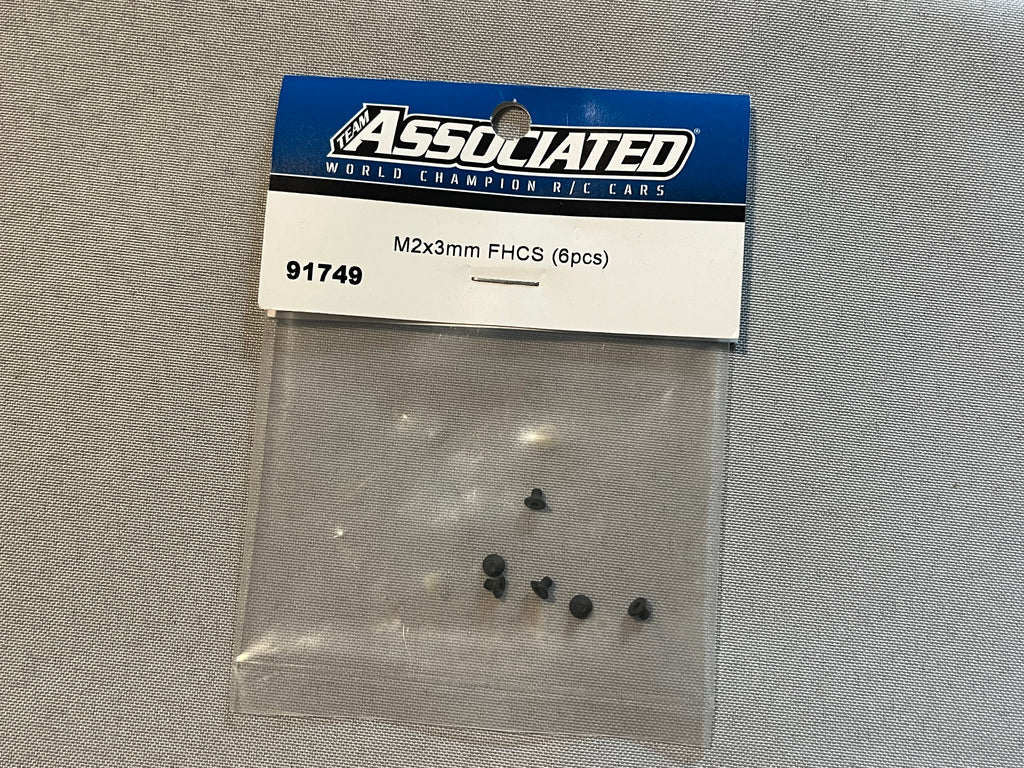 TEAM ASSOCIATED®
WORLD CHAMPION R/C CARS
M2x3mm FHCS (6pcs)
91749